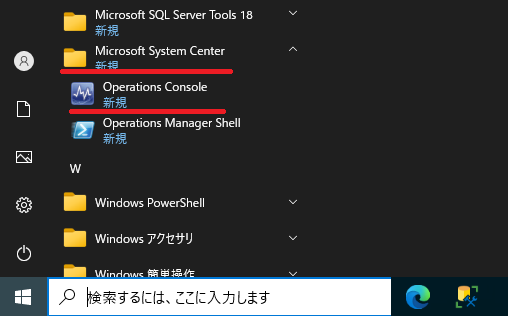 Microsoft SQL Server Tools 18
新規
Microsoft System Center
新規
Operations Console
新規
Operations Manager Shell
新規
W
Windows PowerShell
Windows アクセサリ
Windows 簡単操作
検索するには、ここに入力します